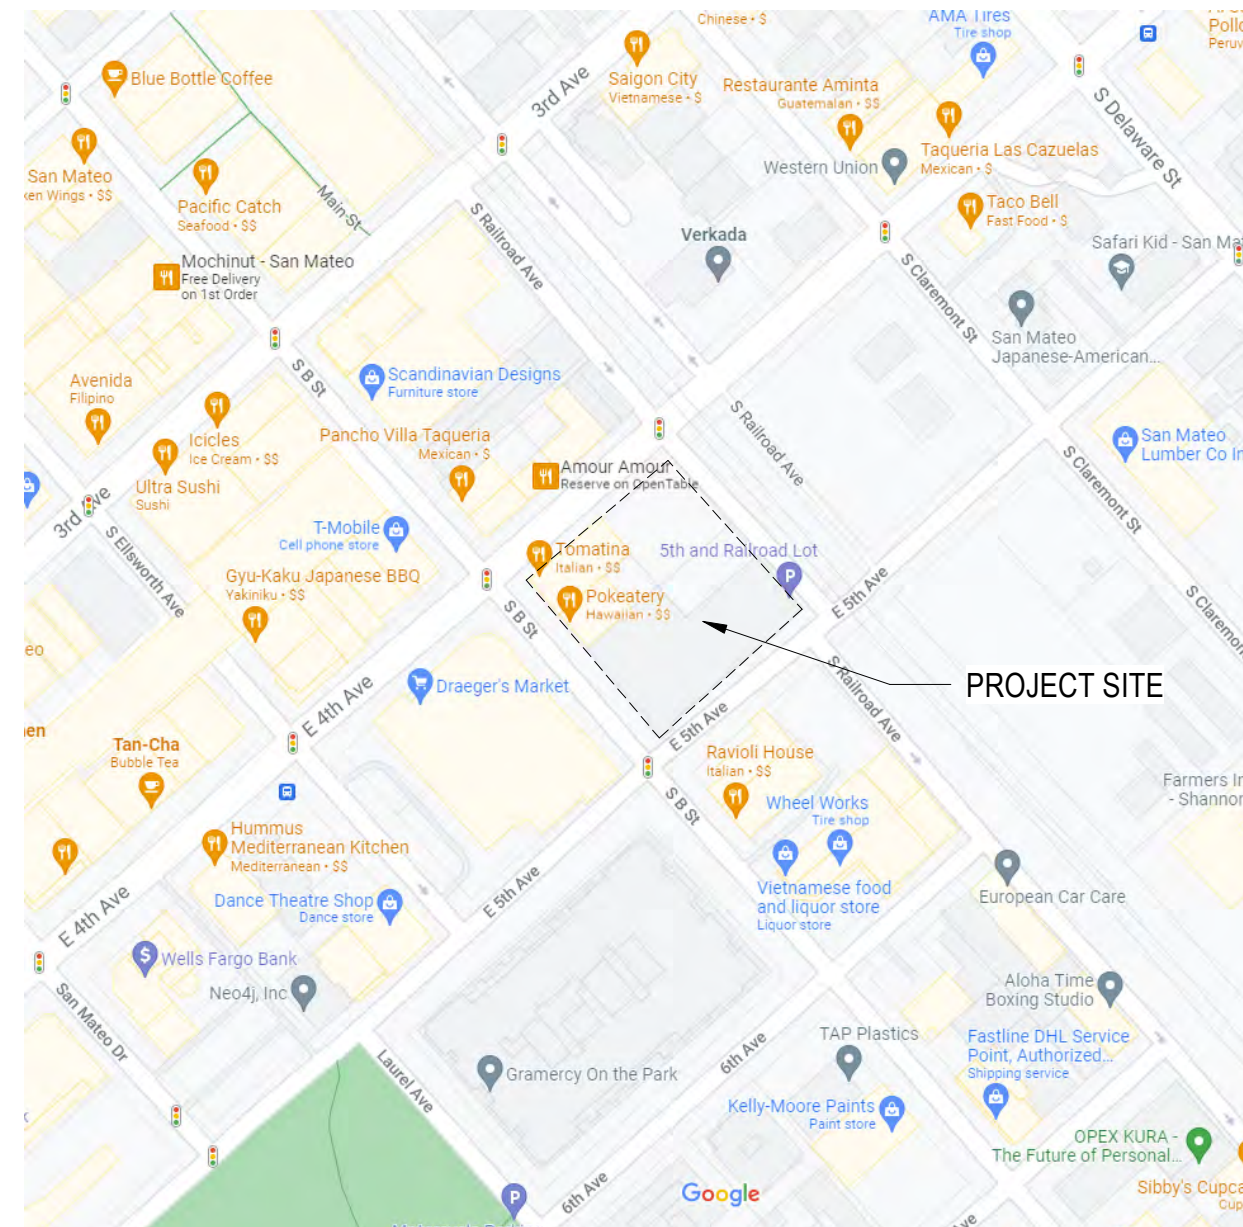 Chinese • $
AMA Tires
Tire shop
Peruv
Blue Bottle Coffee
3rd Ave
Saigon City
Vietnamese • $
Restaurante Aminta
Guatemalan • $$
S Delaware St
San Mateo
ken Wings • $$
Pacific Catch
Seafood • $$
Main St
Western Union
Taqueria Las Cazuelas
Mexican • $
Taco Bell
Fast Food • $
S Railroad Ave
Verkada
Safari Kid - San Mat
Mochinut - San Mateo
Free Delivery
on 1st Order
S Claremont St
San Mateo
Japanese-American...
S B St
Scandinavian Designs
Furniture store
Avenida
Filipino
Icicles
Ice Cream • $$
Pancho Villa Taqueria
Mexican • $
S Railroad Ave
San Mateo
Lumber Co In
Amour Amour
Reserve on OpenTable
S Claremont St
Ultra Sushi
Sushi
3rd Ave
S Ellsworth Ave
T-Mobile
Cell phone store
Tomatina
Italian • $$
5th and Railroad Lot
P
Gyu-Kaku Japanese BBQ
Yakiniku • $$
Pokeatery
Hawaiian • $$
S B St
E 5th Ave
S Claremont
eo
Draeger's Market
E 4th Ave
S Railroad Ave
PROJECT SITE
E 5th Ave
en
Tan-Cha
Bubble Tea
Ravioli House
Italian • $$
S B St
Wheel Works
Tire shop
Farmers In
- Shannon
Hummus
Mediterranean Kitchen
Mediterranean • $$
Vietnamese food
and liquor store
Liquor store
European Car Care
E 4th Ave
Dance Theatre Shop
Dance store
E 5th Ave
Wells Fargo Bank
Neo4j, Inc
San Mateo Dr
Aloha Time
Boxing Studio
Laurel Ave
Gramercy On the Park
6th Ave
TAP Plastics
Fastline DHL Service
Point, Authorized...
Shipping service
Kelly-Moore Paints
Paint store
OPEX KURA -
The Future of Personal...
P
6th Ave
Google
Sibby's Cupca
Cup
ve